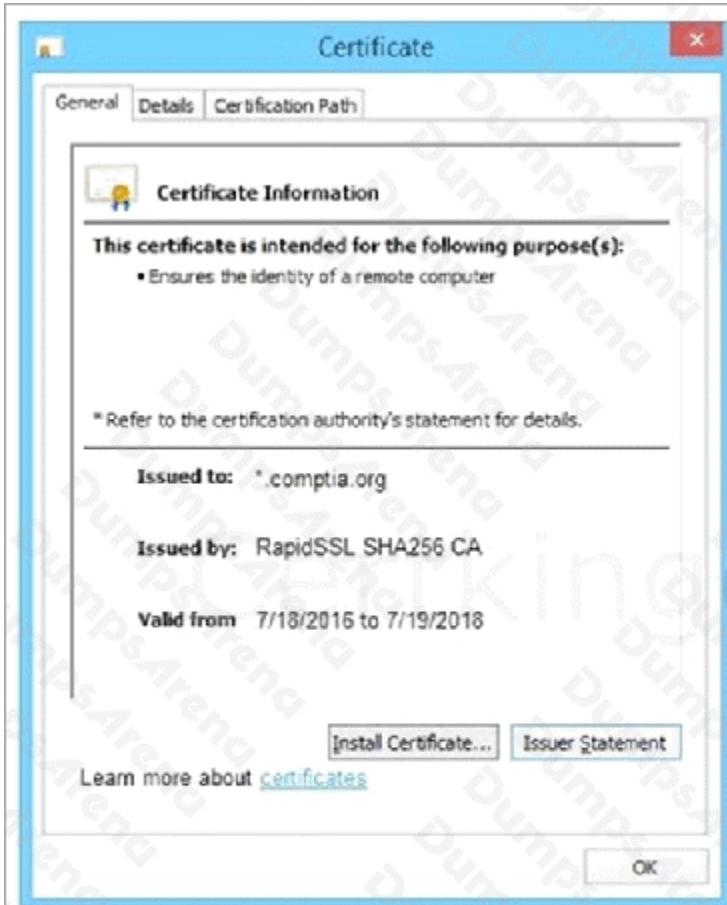 Certificate
General
Details
Certification Path
Certificate Information
This certificate is intended for the following purpose(s):
▪ Ensures the identity of a remote computer
* Refer to the certification authority's statement for details.
Issued to: *.comptia.org
Issued by: RapidSSL SHA256 CA
Valid from 7/18/2016 to 7/19/2018
Install Certificate...
Issuer Statement
Learn more about certificates
OK
DumpsArena